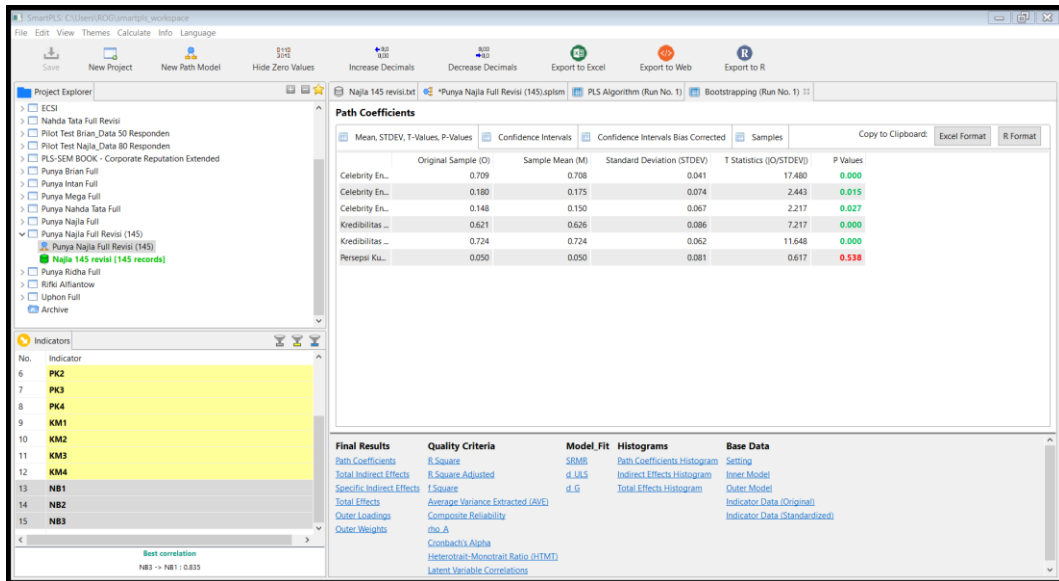 SmartPLS: C:\Users\ROG\smartpls_workspace
File Edit View Themes Calculate Info Language
Save New Project New Path Model Hide Zero Values Increase Decimals Decrease Decimals Export to Excel Export to Web Export to R
Project Explorer
ECSI
Nahda Tata Full Revisi
Pilot Test Brian_Data 50 Responden
Pilot Test Najla_Data 80 Responden
PLS-SEM BOOK - Corporate Reputation Extended
Punya Brian Full
Punya Intan Full
Punya Mega Full
Punya Nahda Tata Full
Punya Najla Full
Punya Najla Full Revisi (145)
Punya Najla Full Revisi (145)
Najla 145 revisi [145 records]
Punya Ridha Full
Rifki Alfiantow
Uphon Full
Archive
Indicators
No. Indicator
6 PK2
7 PK3
8 PK4
9 KM1
10 KM2
11 KM3
12 KM4
13 NB1
14 NB2
15 NB3
Best correlation
NB3 -> NB1 : 0.835
Najla 145 revisi.txt *Punya Najla Full Revisi (145).splsm PLS Algorithm (Run No. 1) Bootstrapping (Run No. 1)
Path Coefficients
Mean, STDEV, T-Values, P-Values Confidence Intervals Confidence Intervals Bias Corrected Samples Copy to Clipboard: Excel Format R Format
Original Sample (O) Sample Mean (M) Standard Deviation (STDEV) T Statistics (|O/STDEV|) P Values
Celebrity En... 0.709 0.708 0.041 17.480 0.000
Celebrity En... 0.180 0.175 0.074 2.443 0.015
Celebrity En... 0.148 0.150 0.067 2.217 0.027
Kredibilitas ... 0.621 0.626 0.086 7.217 0.000
Kredibilitas ... 0.724 0.724 0.062 11.648 0.000
Persepsi Ku... 0.050 0.050 0.081 0.617 0.538
Final Results Quality Criteria Model_Fit Histograms Base Data
Path Coefficients R Square SRMR Path Coefficients Histogram Setting
Total Indirect Effects R Square Adjusted d_ULS Indirect Effects Histogram Inner Model
Specific Indirect Effects f Square d_G Total Effects Histogram Outer Model
Total Effects Average Variance Extracted (AVE) Indicator Data (Original)
Outer Loadings Composite Reliability Indicator Data (Standardized)
Outer Weights rho_A
Cronbach's Alpha
Heterotrait-Monotrait Ratio (HTMT)
Latent Variable Correlations